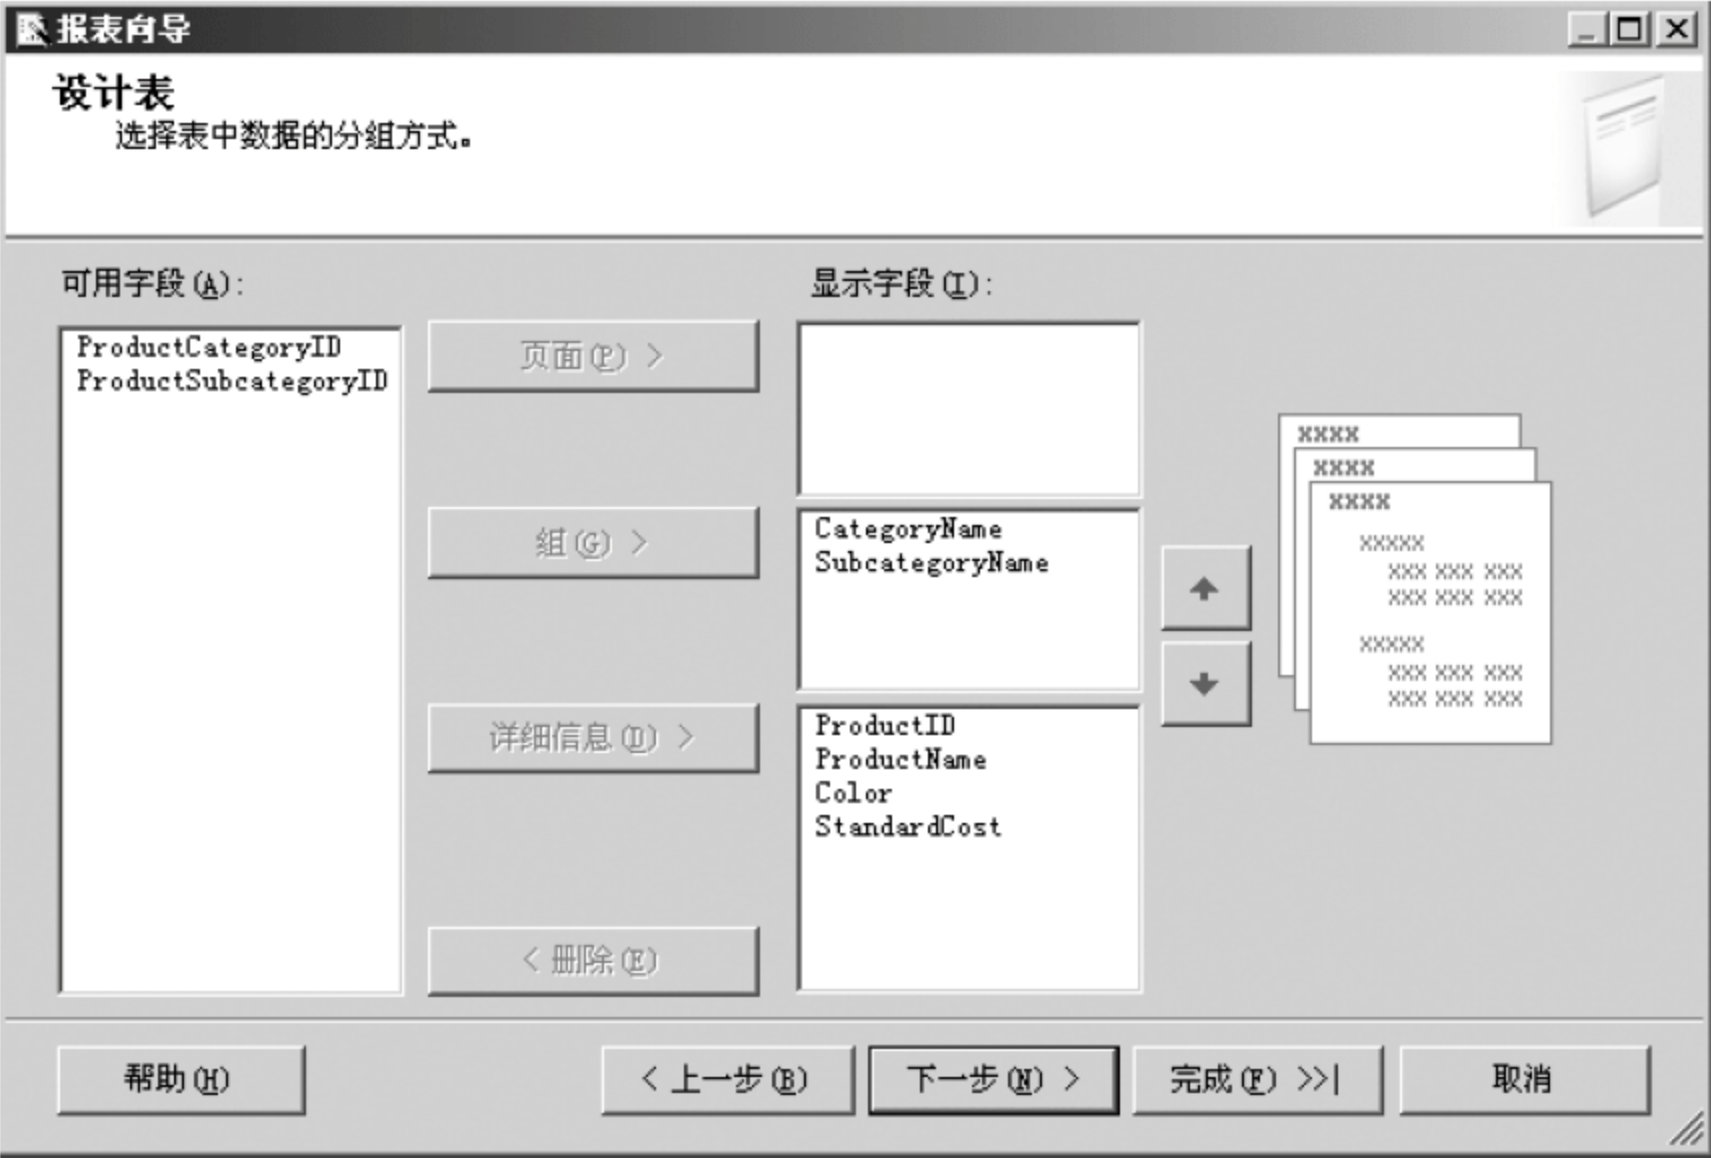 报表向导
设计表
选择表中数据的分组方式。
可用字段(A):
ProductCategoryID
ProductSubcategoryID
页面(P) >
组(G) >
详细信息(D) >
< 删除(E)
显示字段(I):
CategoryName
SubcategoryName
ProductID
ProductName
Color
StandardCost
XXXX
XXXX
XXXX
XXXXX
XXX XXX XXX
XXX XXX XXX
XXXXX
XXX XXX XXX
XXX XXX XXX
帮助(H)
< 上一步(B)
下一步(N) >
完成(F) >>|
取消